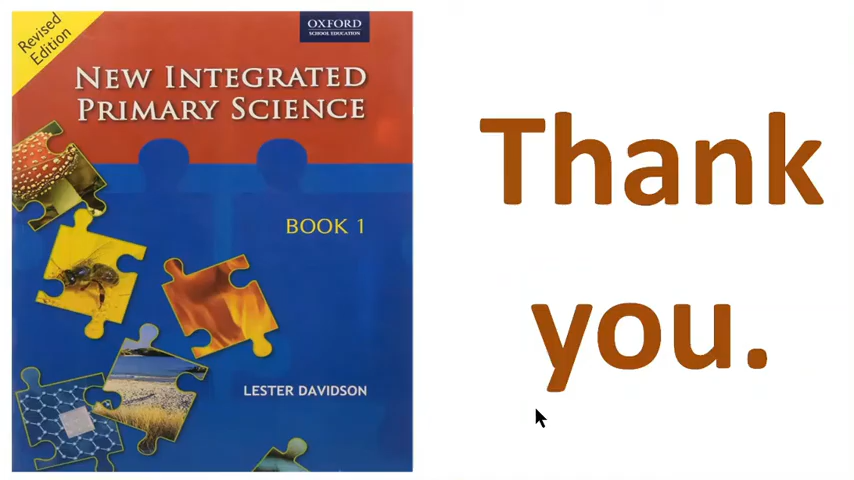 Revised
Edition
OXFORD
SCHOOL EDUCATION
NEW INTEGRATED
PRIMARY SCIENCE
BOOK 1
LESTER DAVIDSON
Thank
you.